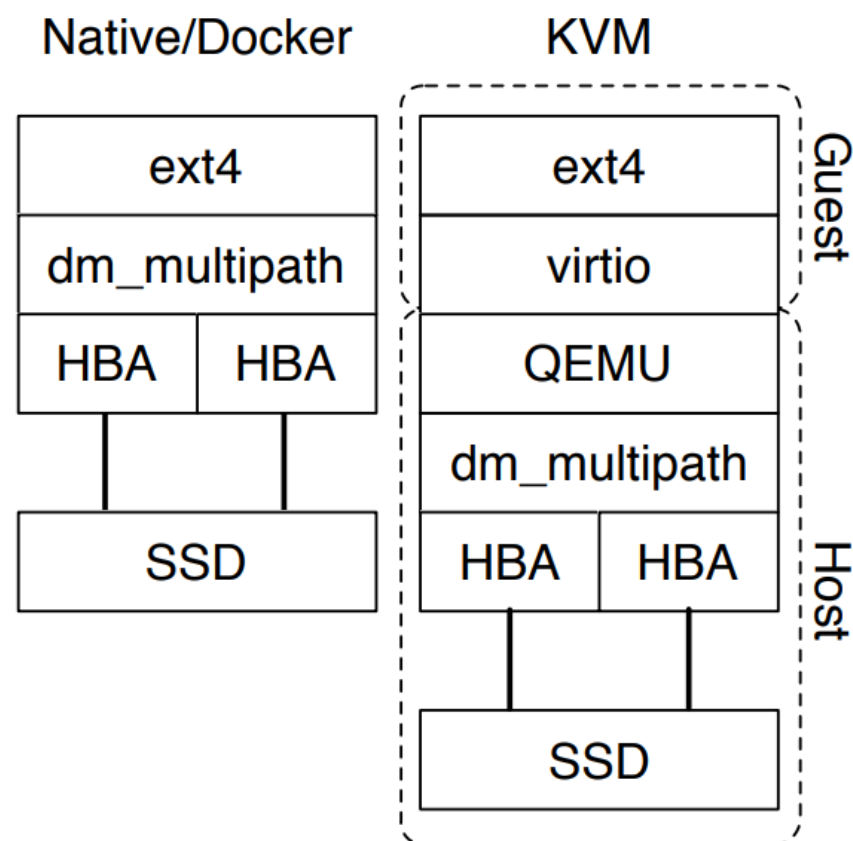 Native/Docker
ext4
dm_multipath
HBA HBA
SSD
KVM
ext4
virtio
QEMU
dm_multipath
HBA HBA
SSD
Guest
Host